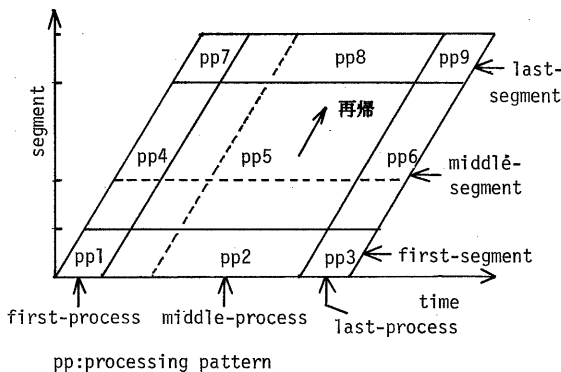 pp7
pp8
pp9
last-
segment
segment
再帰
pp4
pp5
pp6
middle-
segment
pp1
pp2
pp3
first-segment
time
first-process
middle-process
last-process
pp:processing pattern